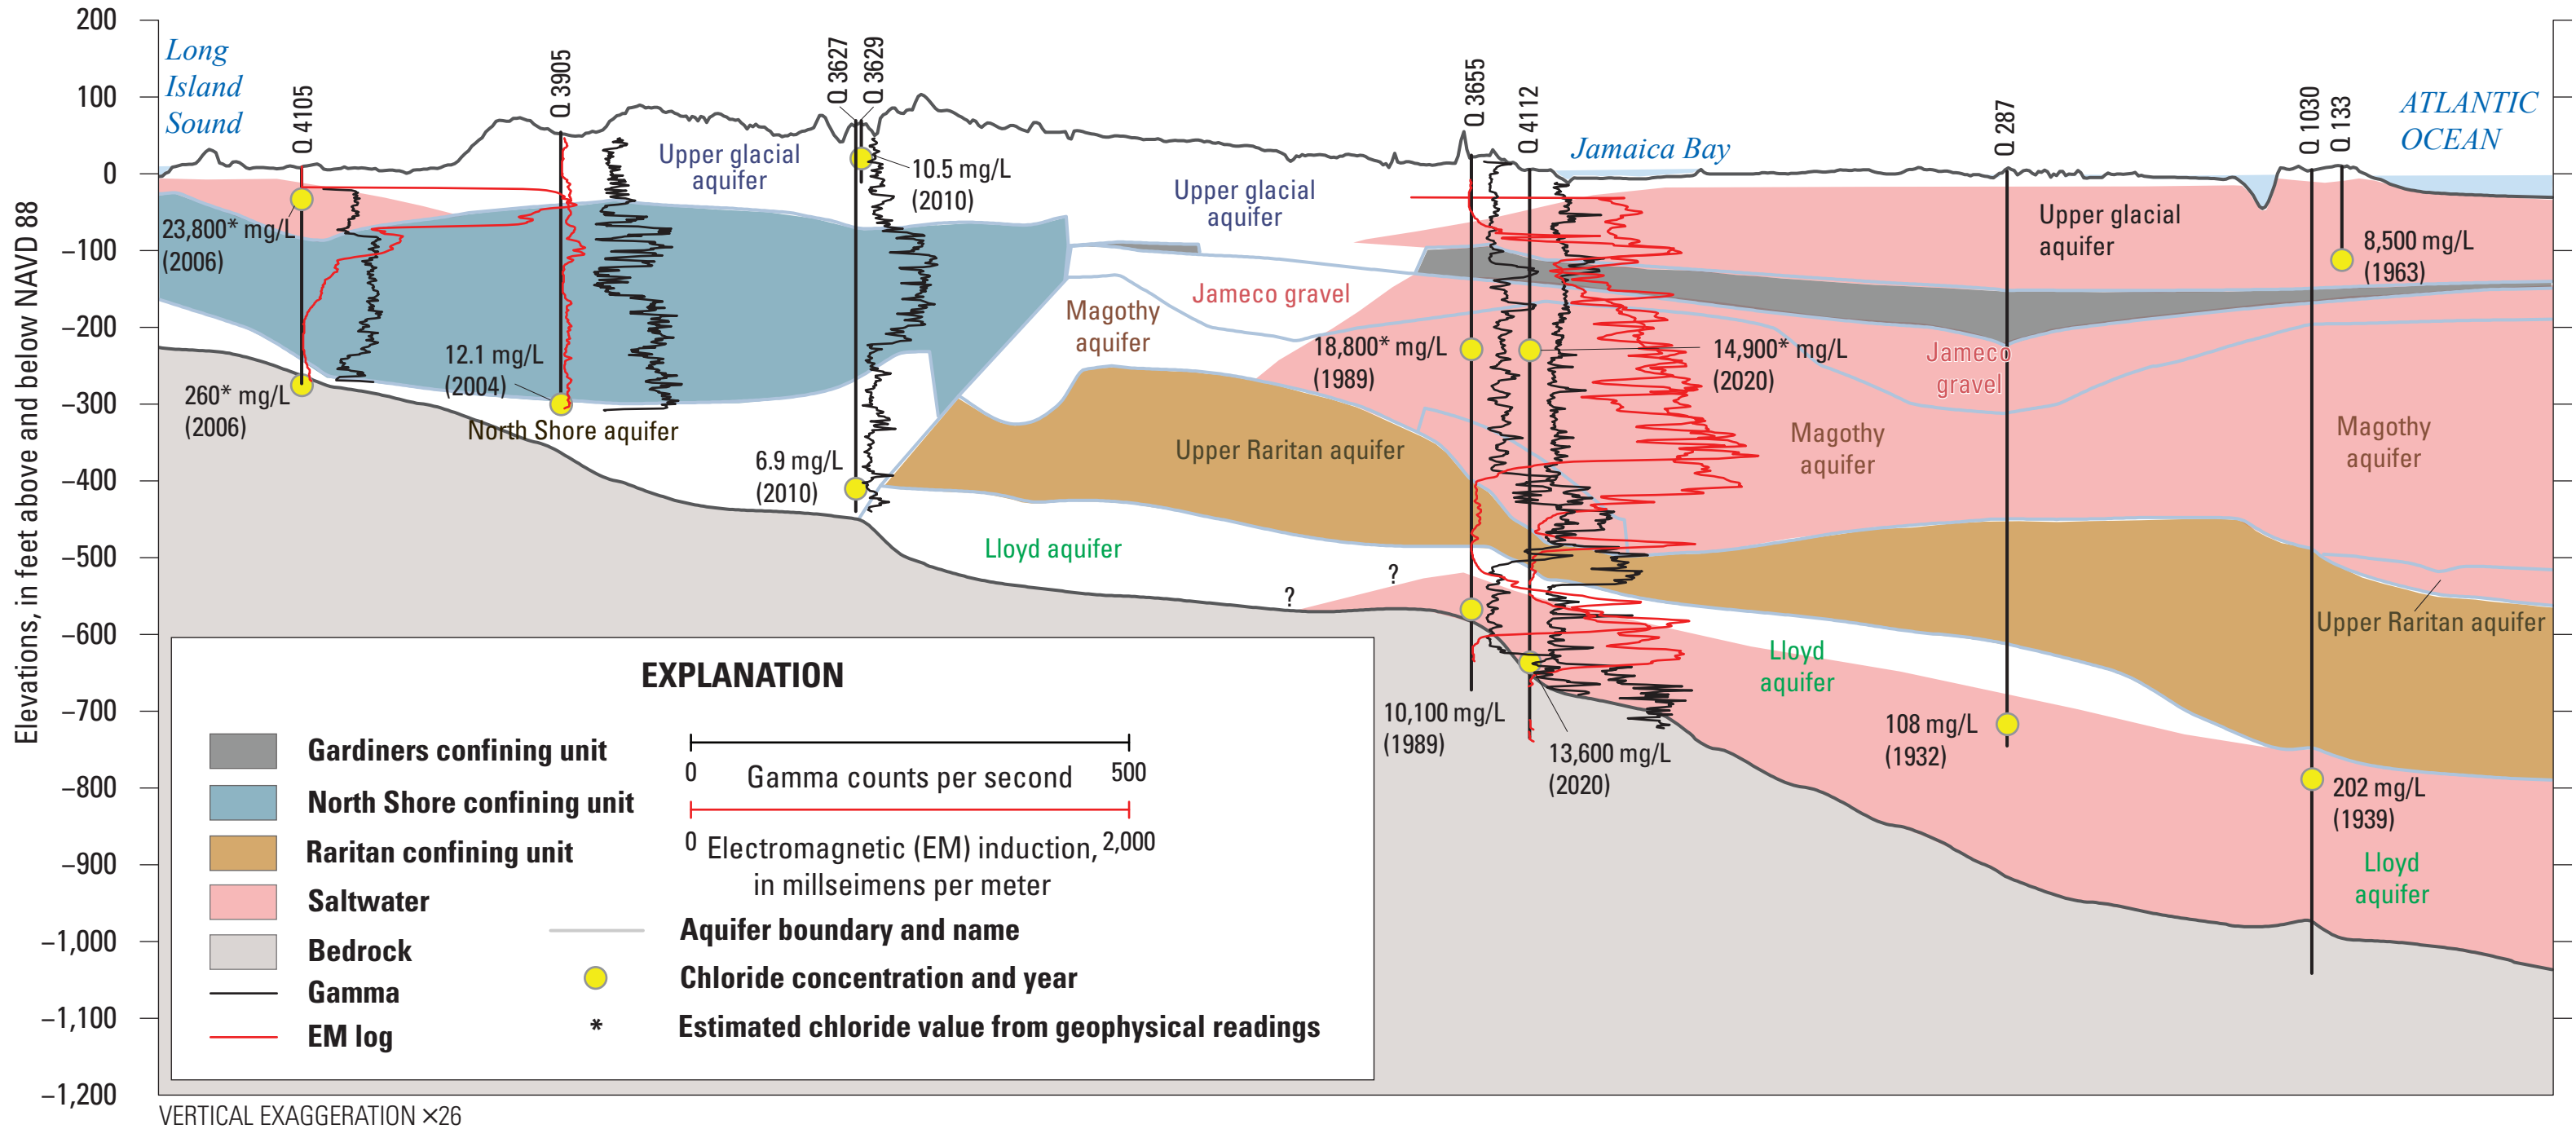 Elevations, in feet above and below NAVD 88
200
100
0
−100
−200
−300
−400
−500
−600
−700
−800
−900
−1,000
−1,100
−1,200
Long
Island
Sound
Q 4105
Q 3905
Q 3627
Q 3629
Q 3655
Q 4112
Jamaica Bay
Q 287
Q 1030
Q 133
ATLANTIC
OCEAN
23,800* mg/L
(2006)
260* mg/L
(2006)
12.1 mg/L
(2004)
North Shore aquifer
Upper glacial
aquifer
10.5 mg/L
(2010)
6.9 mg/L
(2010)
Upper glacial
aquifer
Jameco gravel
Magothy
aquifer
Upper Raritan aquifer
Lloyd aquifer
?
?
18,800* mg/L
(1989)
14,900* mg/L
(2020)
10,100 mg/L
(1989)
13,600 mg/L
(2020)
Upper glacial
aquifer
Jameco
gravel
Magothy
aquifer
Lloyd
aquifer
108 mg/L
(1932)
8,500 mg/L
(1963)
Magothy
aquifer
Upper Raritan aquifer
202 mg/L
(1939)
Lloyd
aquifer
EXPLANATION
Gardiners confining unit
North Shore confining unit
Raritan confining unit
Saltwater
Bedrock
Gamma
EM log
0 Gamma counts per second 500
0 Electromagnetic (EM) induction, 2,000
in millseimens per meter
Aquifer boundary and name
Chloride concentration and year
* Estimated chloride value from geophysical readings
VERTICAL EXAGGERATION ×26